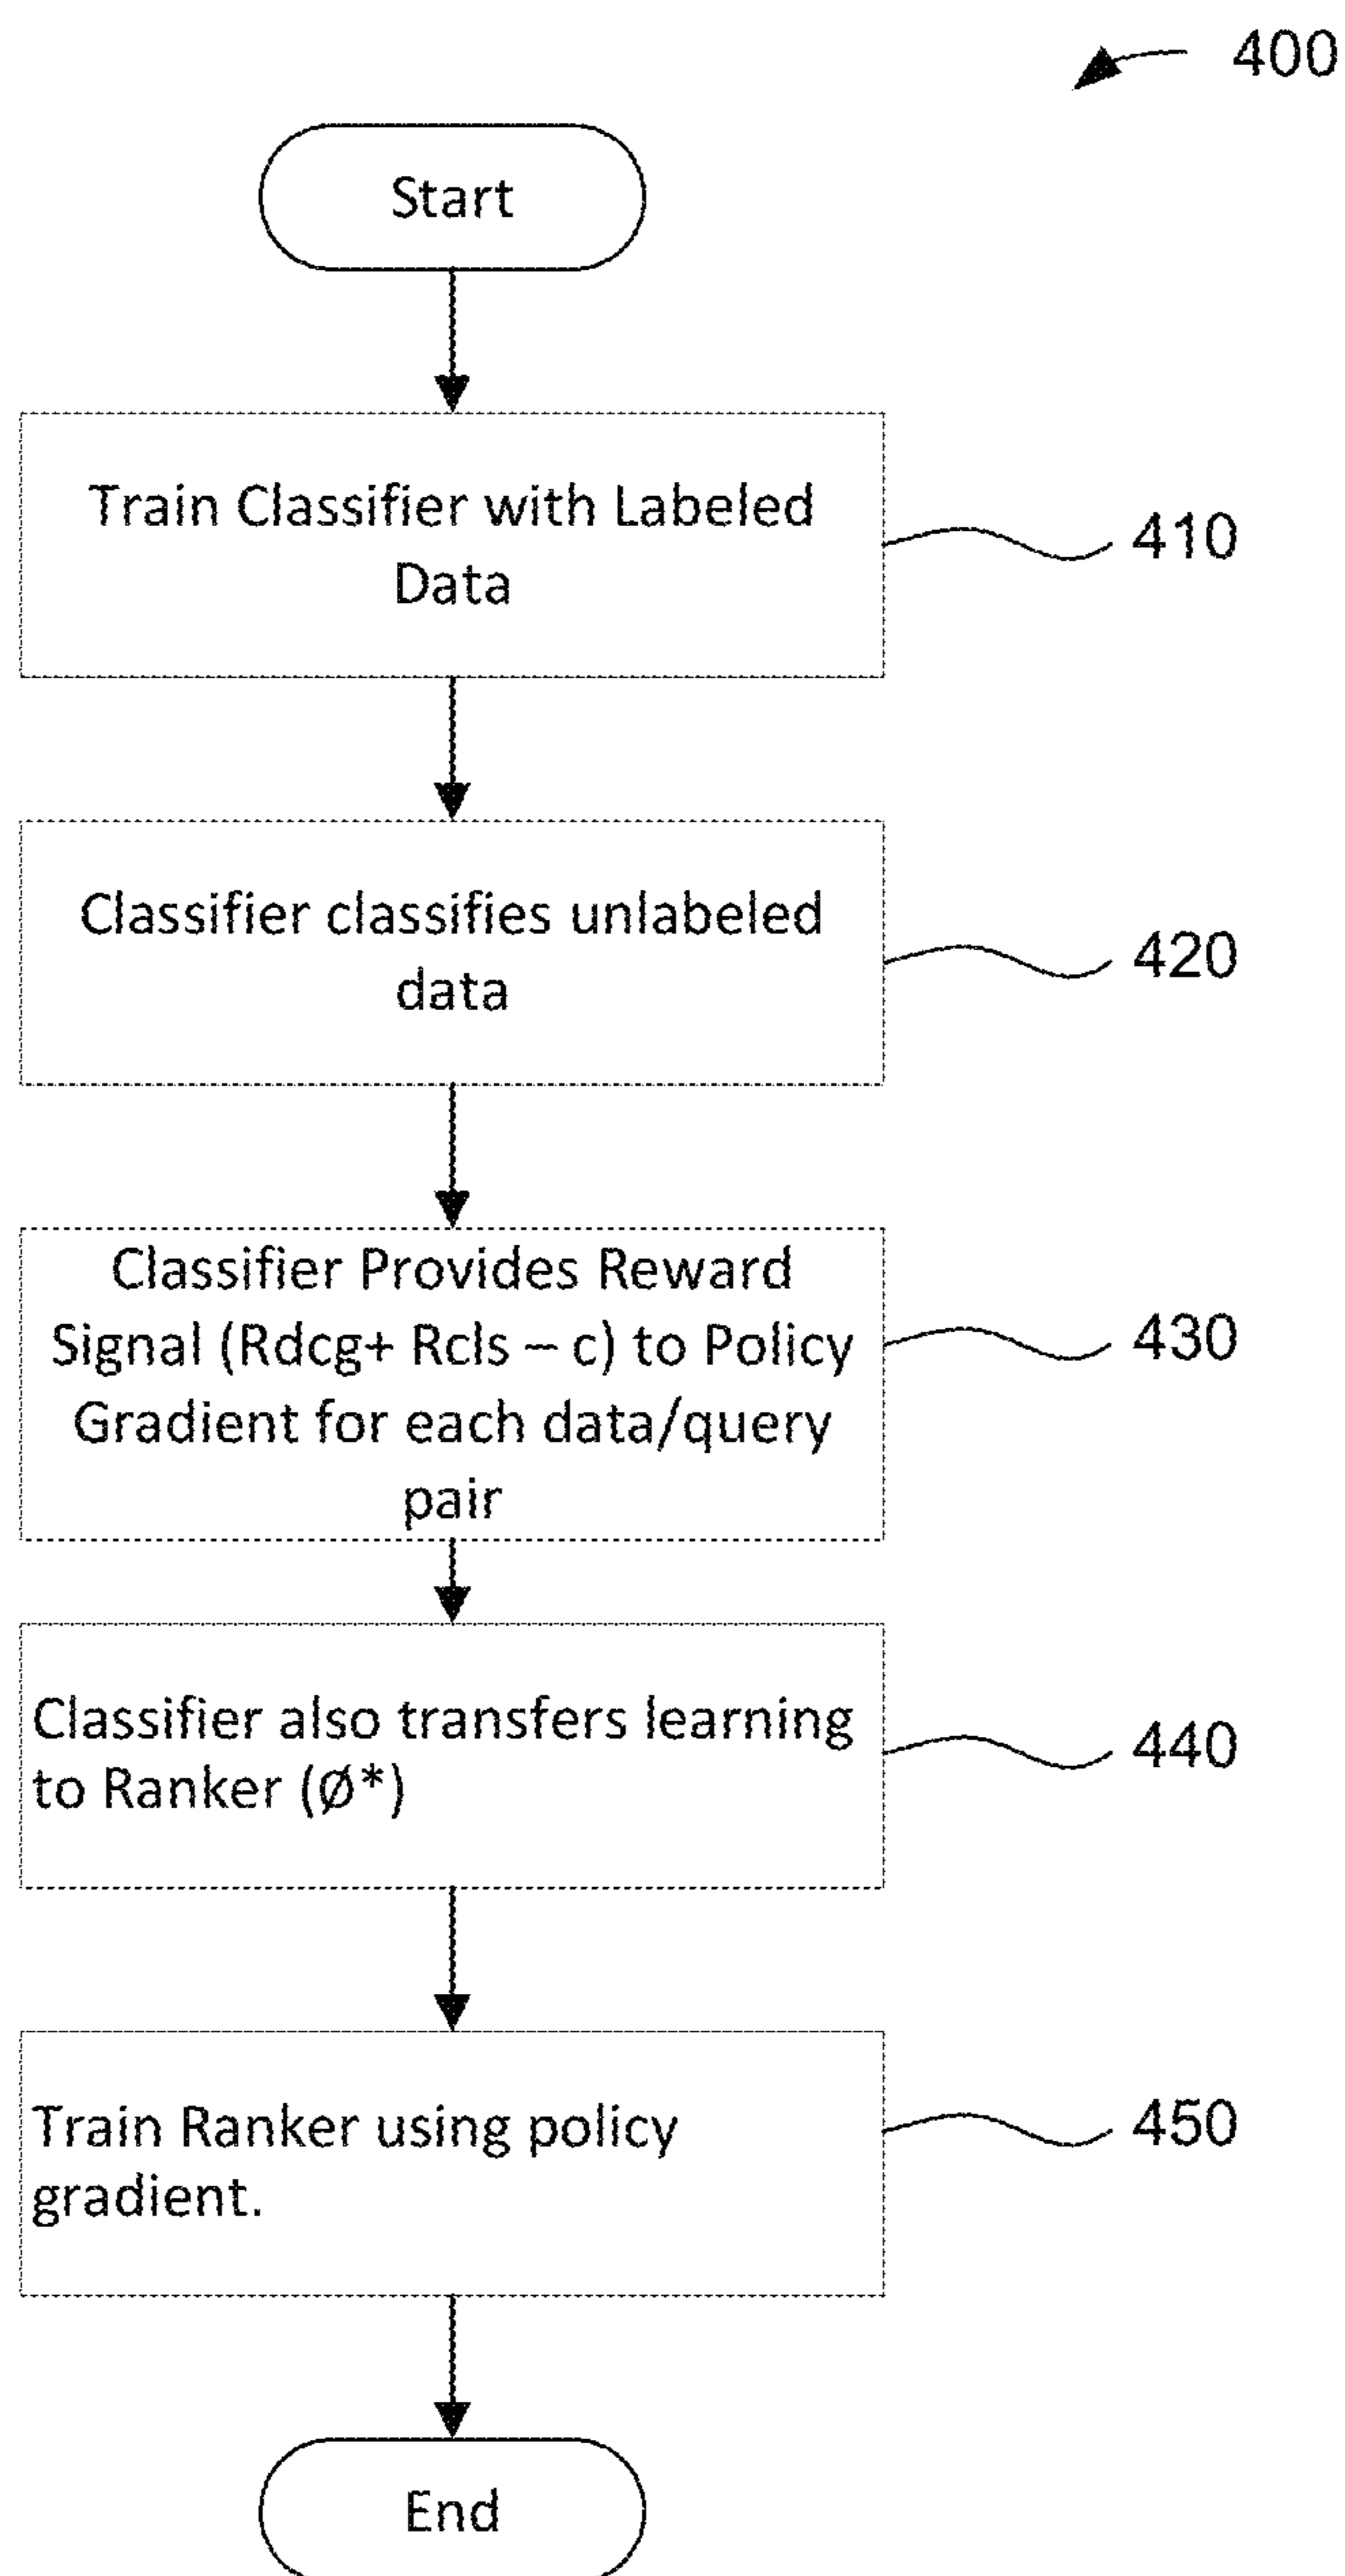 400
Start
Train Classifier with Labeled
Data
410
Classifier classifies unlabeled
data
420
Classifier Provides Reward
Signal (Rdcg+ Rcls – c) to Policy
Gradient for each data/query
pair
430
Classifier also transfers learning
to Ranker (Ø*)
440
Train Ranker using policy
gradient.
450
End